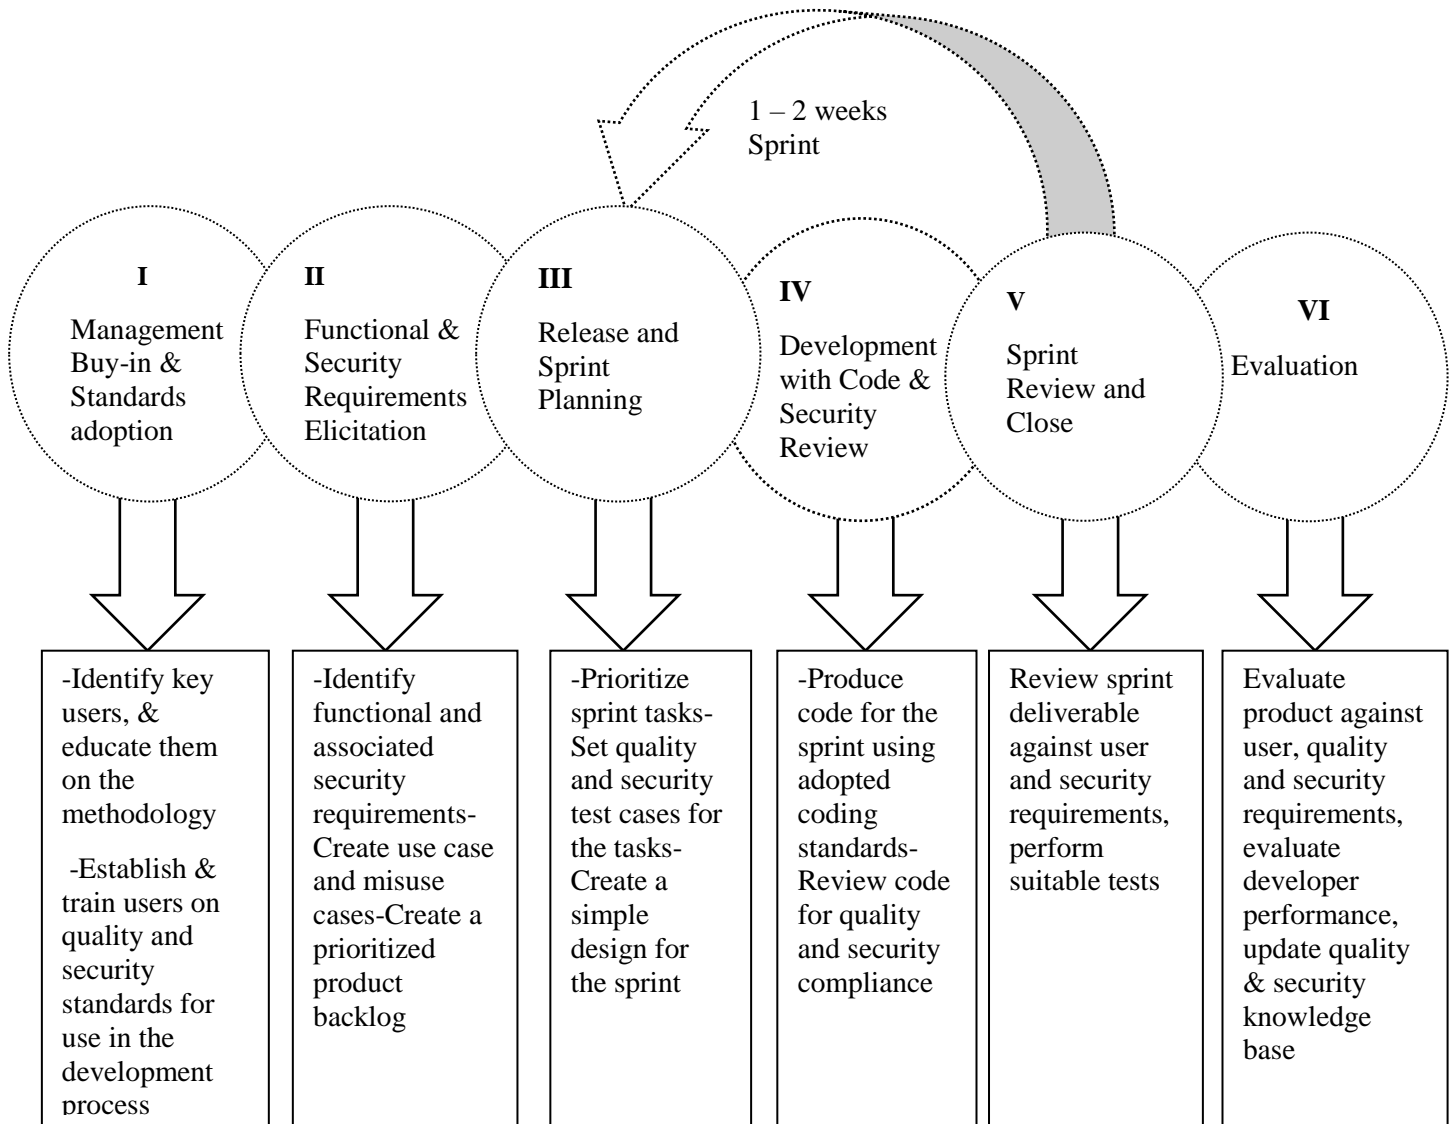 1 – 2 weeks
Sprint
I
Management
Buy-in &
Standards
adoption
II
Functional &
Security
Requirements
Elicitation
III
Release and
Sprint
Planning
IV
Development
with Code &
Security
Review
V
Sprint
Review and
Close
VI
Evaluation
-Identify key
users, &
educate them
on the
methodology
-Establish &
train users on
quality and
security
standards for
use in the
development
process
-Identify
functional and
associated
security
requirements-
Create use case
and misuse
cases-Create a
prioritized
product
backlog
-Prioritize
sprint tasks-
Set quality
and security
test cases for
the tasks-
Create a
simple
design for
the sprint
-Produce
code for the
sprint using
adopted
coding
standards-
Review code
for quality
and security
compliance
Review sprint
deliverable
against user
and security
requirements,
perform
suitable tests
Evaluate
product against
user, quality
and security
requirements,
evaluate
developer
performance,
update quality
& security
knowledge
base